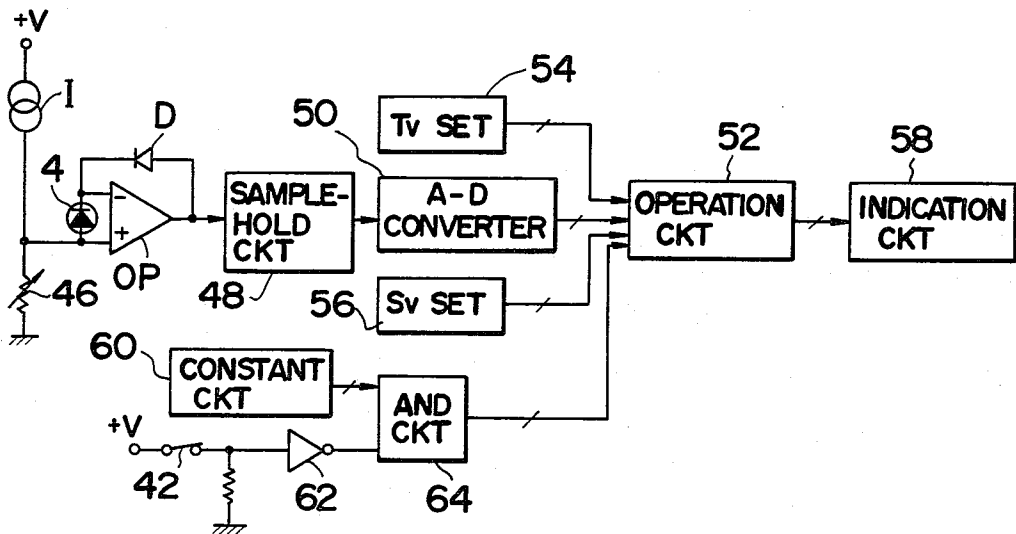 +V
I
D
4
OP
46
SAMPLE-
HOLD
CKT
48
50
A-D
CONVERTER
54
Tv SET
56
Sv SET
52
OPERATION
CKT
58
INDICATION
CKT
60
CONSTANT
CKT
+V
42
62
AND
CKT
64